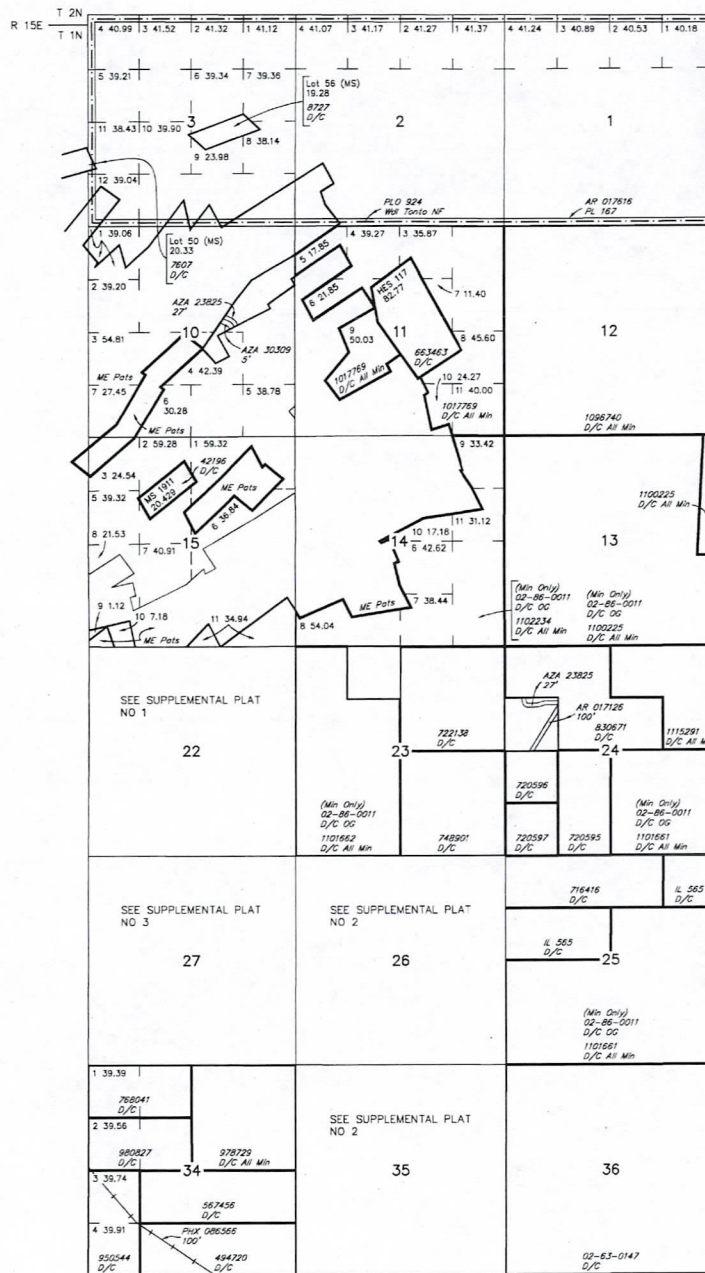 T 2N
R 15E
T 1N
4 40.99 3 41.52 2 41.32 1 41.12 4 41.07 3 41.17 2 41.27 1 41.37 4 41.24 3 40.89 2 40.53 1 40.18
5 39.21 6 39.34 7 39.36
Lot 56 (MS)
19.28
8727
D/C
3
2
1
11 38.43 10 39.90
8 38.14
9 23.98
12 39.04
PLO 924
Wdl Tonto NF
AR 017616
PL 167
1 39.06
Lot 50 (MS)
20.33
7607
D/C
4 39.27 3 35.87
5 17.85
2 39.20
AZA 23825
27'
6 21.85
HES 117
82.77
7 11.40
3 54.81
10
AZA 30309
5'
9
50.03
11
8 45.60
12
663463
D/C
4 42.39
ME Pats
7 27.45
6
30.28
5 38.78
1017769
D/C All Min
10 24.27
11 40.00
1017769
D/C All Min
ME Pats
1096740
D/C All Min
2 59.28 1 59.32
9 33.42
42196
D/C
3 24.54
5 39.32
MS 1911
20.429
ME Pats
6 36.84
1100225
D/C All Min
11 31.12
8 21.53
7 40.91
15
10 17.18
14
6 42.62
13
(Min Only)
02-86-0011
D/C OG
1102234
D/C All Min
(Min Only)
02-86-0011
D/C OG
1100225
D/C All Min
7 38.44
9 1.12
10 7.18
11 34.94
ME Pats
8 54.04
ME Pats
SEE SUPPLEMENTAL PLAT
NO 1
22
AZA 23825
27'
AR 017126
100'
722138
D/C
23
830671
D/C
24
1115291
D/C All M
720596
D/C
(Min Only)
02-86-0011
D/C OG
1101662
D/C All Min
748901
D/C
720597
D/C
720595
D/C
(Min Only)
02-86-0011
D/C OG
1101661
D/C All Min
SEE SUPPLEMENTAL PLAT
NO 3
27
SEE SUPPLEMENTAL PLAT
NO 2
26
716416
D/C
IL 565
D/C
IL 565
D/C
25
(Min Only)
02-86-0011
D/C OG
1101661
D/C All Min
1 39.39
768041
D/C
2 39.56
980827
D/C
978729
D/C All Min
34
SEE SUPPLEMENTAL PLAT
NO 2
35
36
3 39.74
567456
D/C
4 39.91
PHX 086566
100'
950544
D/C
494720
D/C
02-63-0147
D/C